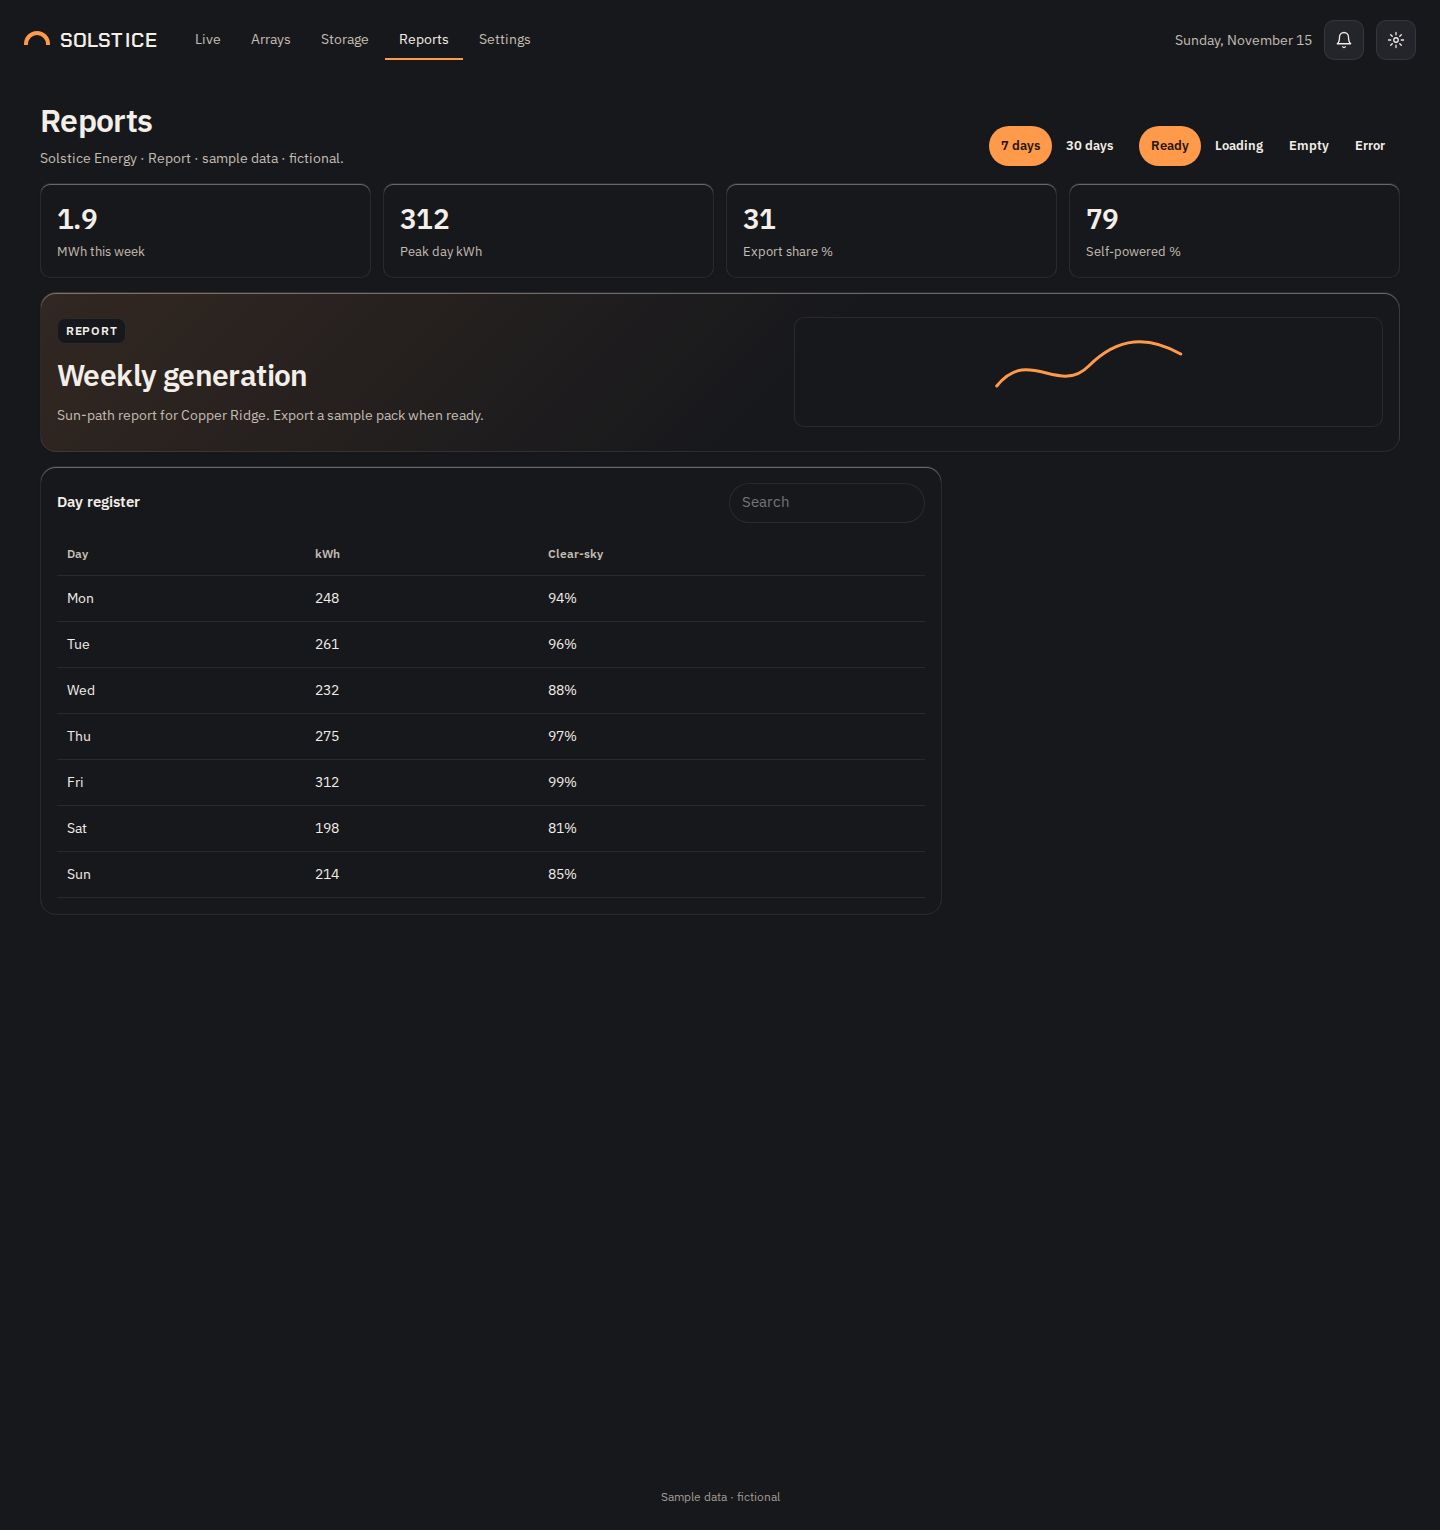 SOLSTICE Live Arrays Storage Reports Settings Sunday, November 15
Reports
Solstice Energy · Report · sample data · fictional.
7 days 30 days Ready Loading Empty Error
1.9 312 31 79
MWh this week Peak day kWh Export share % Self-powered %
REPORT
Weekly generation
Sun-path report for Copper Ridge. Export a sample pack when ready.
Day register Search
Day kWh Clear-sky
Mon 248 94%
Tue 261 96%
Wed 232 88%
Thu 275 97%
Fri 312 99%
Sat 198 81%
Sun 214 85%
Sample data · fictional